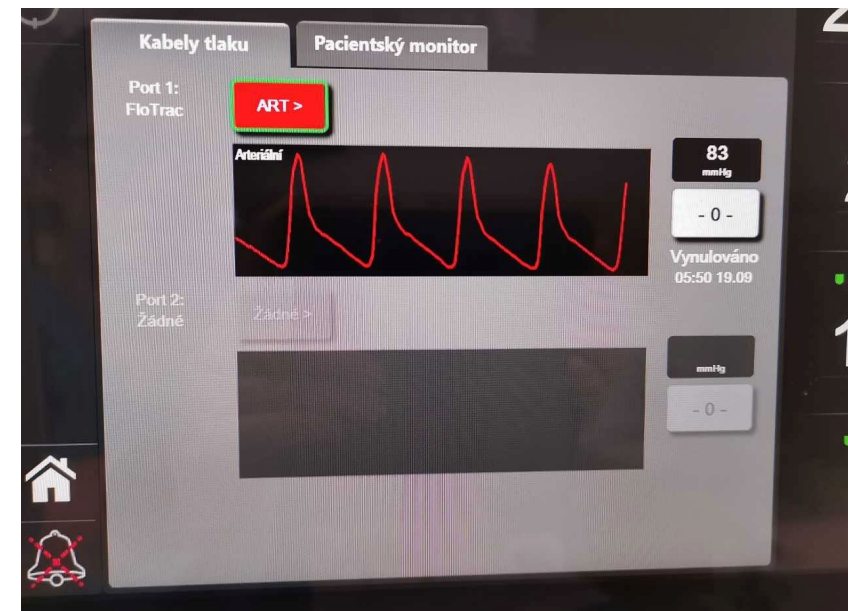 Kabely tlaku
Pacientský monitor
Port 1:
FloTrac
ART >
Arteriální
83
mmHg
- 0 -
Vynulováno
05:50 19.09
Port 2:
Žádné
Žádné >
mmHg
- 0 -